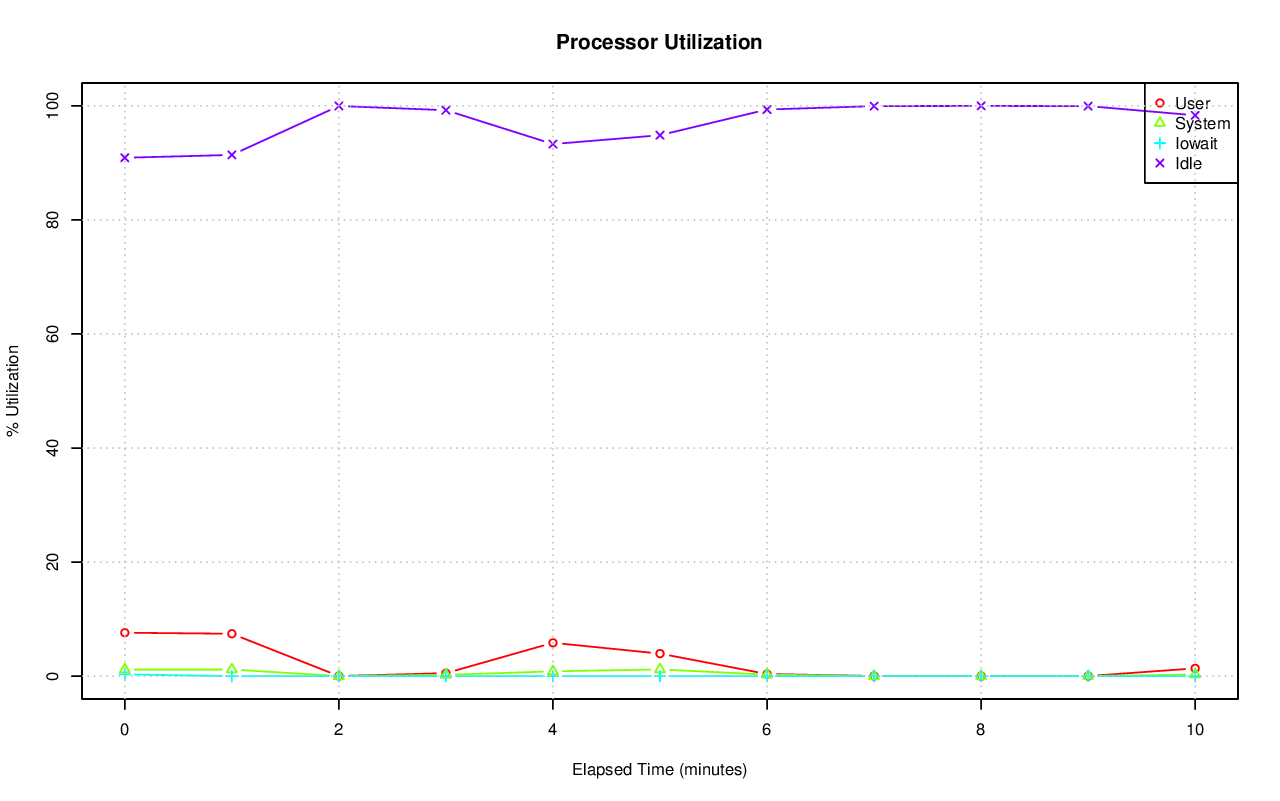 Processor Utilization
% Utilization
100
80
60
40
20
0
User
System
Iowait
Idle
0 2 4 6 8 10
Elapsed Time (minutes)